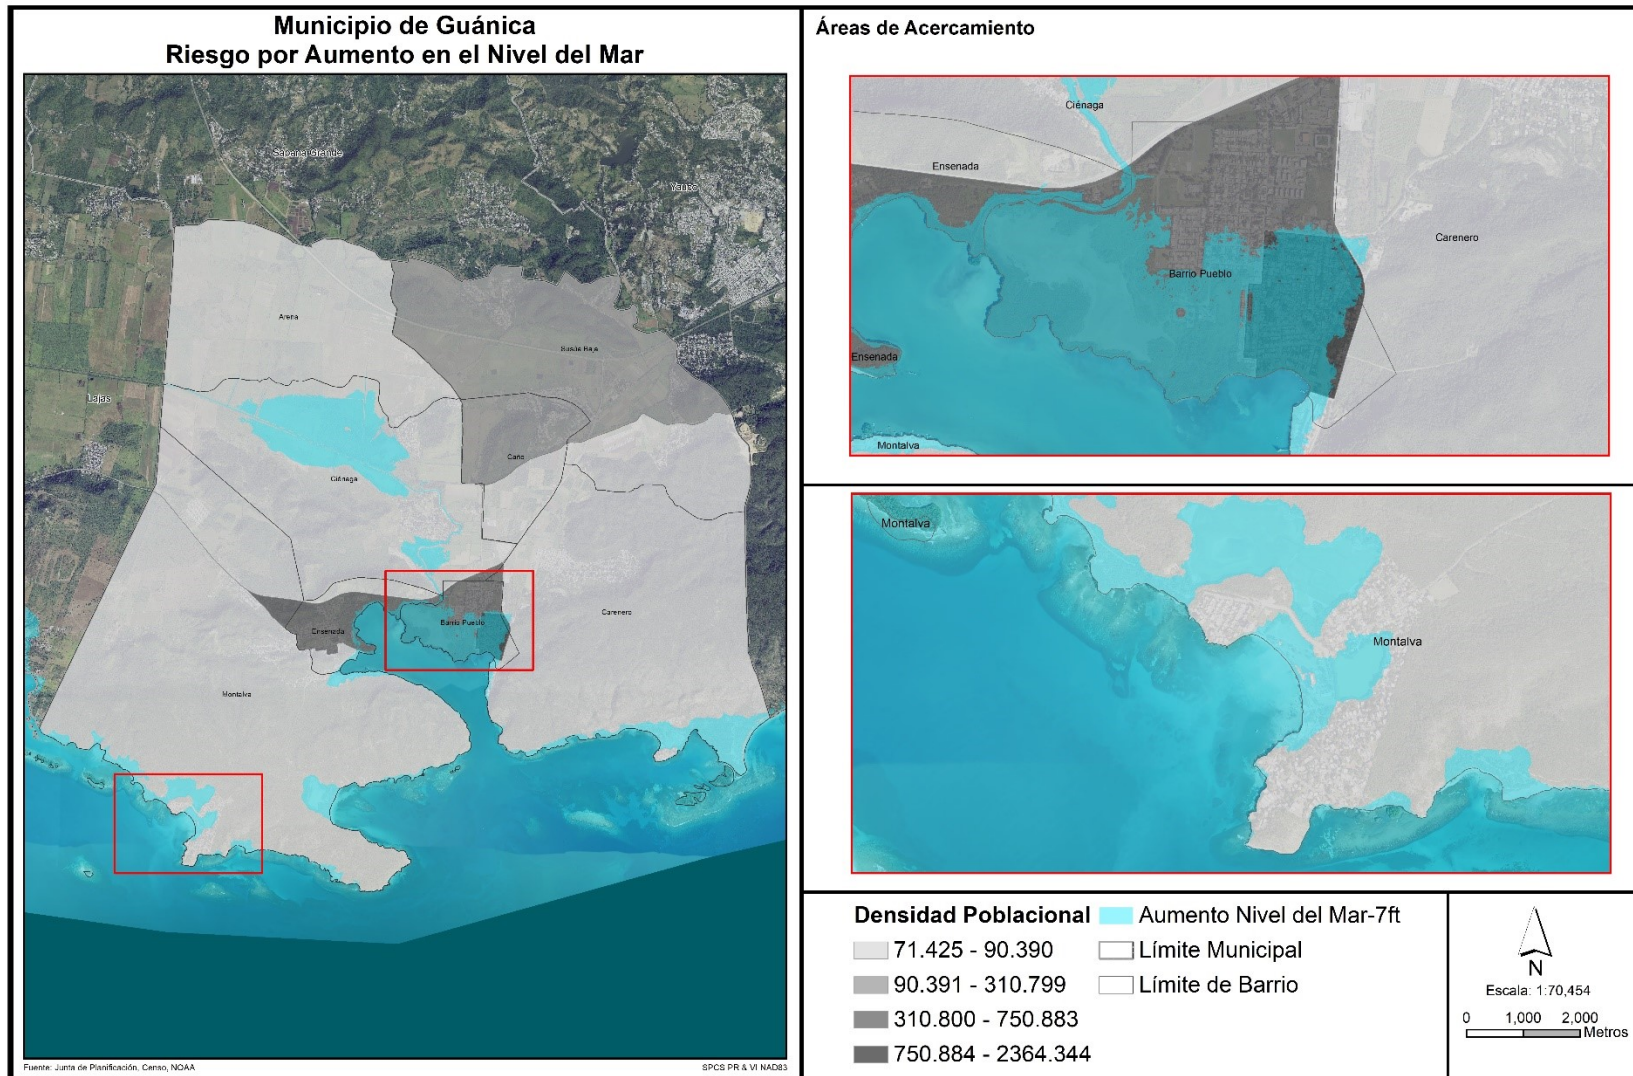 Municipio de Guánica
Riesgo por Aumento en el Nivel del Mar
Sabana Grande
Yauco
Arena
Susúa Baja
Lajas
Caño
Ciénaga
Carenero
Barrio Pueblo
Ensenada
Montalva
Fuente: Junta de Planificación, Censo, NOAA
SPCS PR & VI NAD83
Áreas de Acercamiento
Ciénaga
Ensenada
Carenero
Barrio Pueblo
Ensenada
Montalva
Montalva
Montalva
Densidad Poblacional
71.425 - 90.390
90.391 - 310.799
310.800 - 750.883
750.884 - 2364.344
Aumento Nivel del Mar-7ft
Límite Municipal
Límite de Barrio
N
Escala: 1:70,454
0 1,000 2,000
Metros